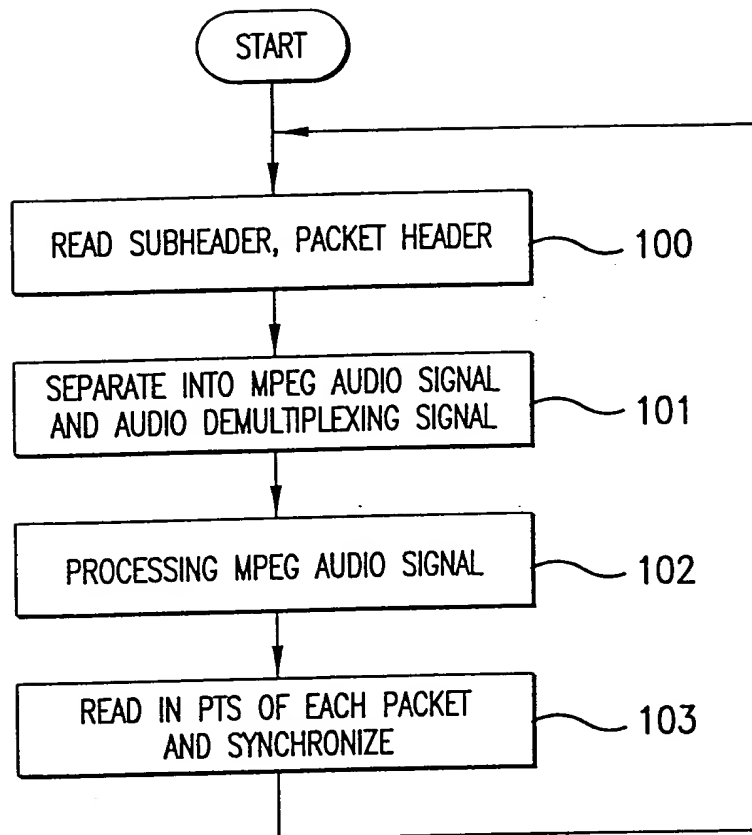 START
READ SUBHEADER, PACKET HEADER
100
SEPARATE INTO MPEG AUDIO SIGNAL
AND AUDIO DEMULTIPLEXING SIGNAL
101
PROCESSING MPEG AUDIO SIGNAL
102
READ IN PTS OF EACH PACKET
AND SYNCHRONIZE
103